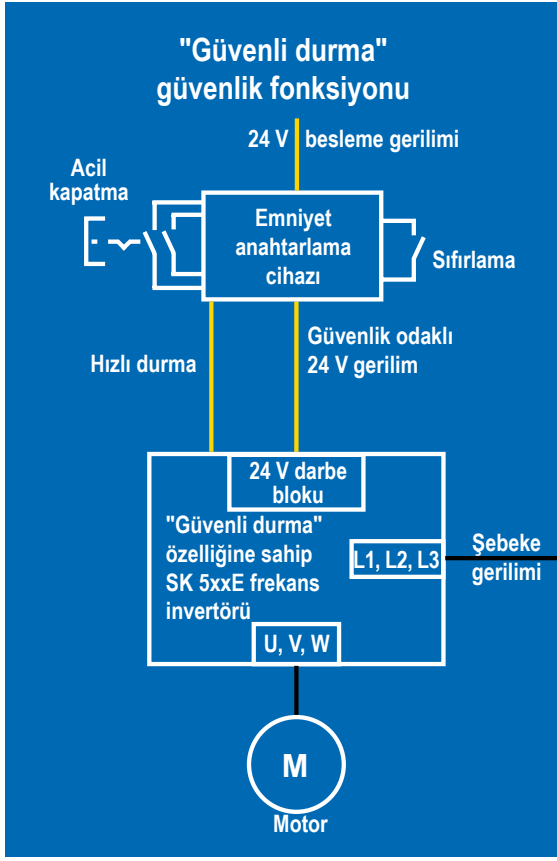 "Güvenli durma"
güvenlik fonksiyonu
24 V besleme gerilimi
Acil
kapatma
Emniyet
anahtarlama
cihazı
Sıfırlama
Hızlı durma
Güvenlik odaklı
24 V gerilim
24 V darbe
bloku
"Güvenli durma"
özelliğine sahip
SK 5xxE frekans
invertörü
L1, L2, L3
Şebeke
gerilimi
U, V, W
M
Motor